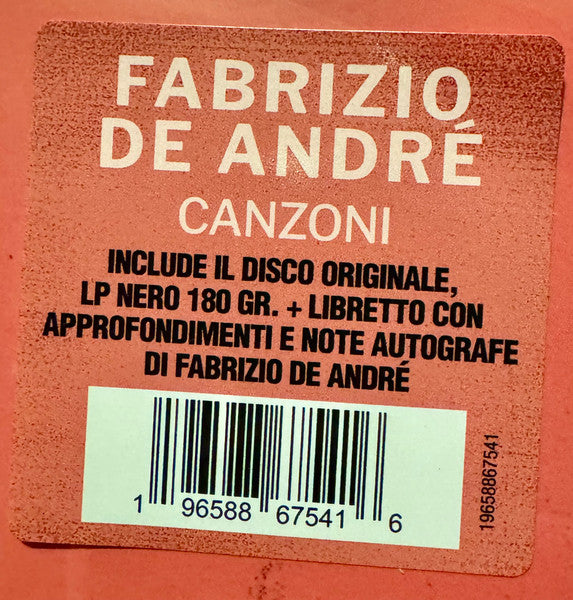 FABRIZIO
DE ANDRÉ
CANZONI
INCLUDE IL DISCO ORIGINALE,
LP NERO 180 GR. + LIBRETTO CON
APPROFONDIMENTI E NOTE AUTOGRAFE
DI FABRIZIO DE ANDRÉ
1 96588 67541 6
19658867541